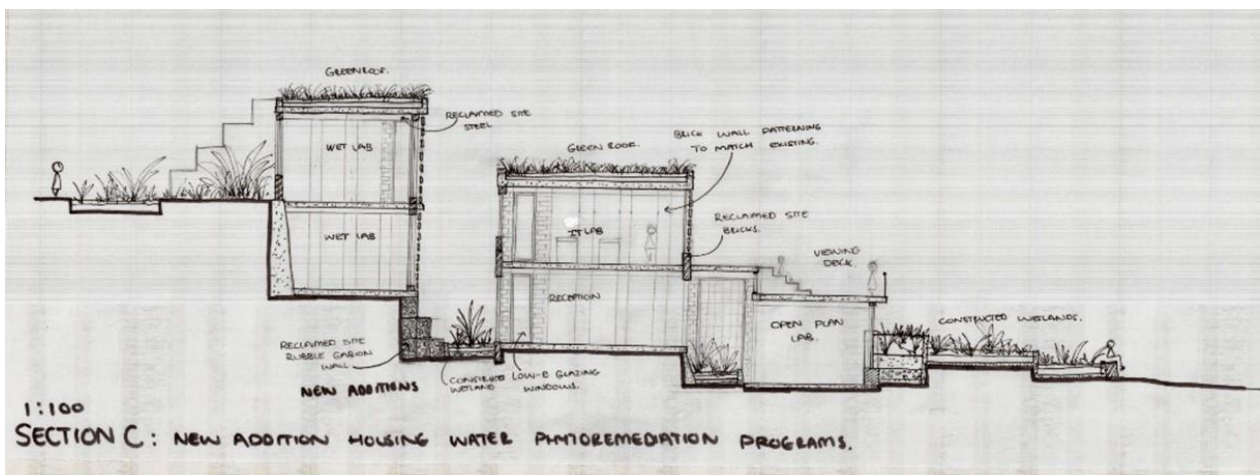 GREENROOF.
RECLAIMED SITE
STEEL
WET LAB
WET LAB
GREEN ROOF.
BRICK WALL PATTERNING
TO MATCH EXISTING.
IT LAB
RECLAIMED SITE
BRICKS.
VIEWING
DECK.
RECEPTION
OPEN PLAN
LAB.
CONSTRUCTED WETLANDS.
RECLAIMED SITE
RUBBLE GABION
WALL
CONSTRUCTED
WETLAND
LOW-E GLAZING
WINDOWS.
NEW ADDITIONS
1:100
SECTION C: NEW ADDITION HOUSING WATER PHYTOREMEDIATION PROGRAMS.